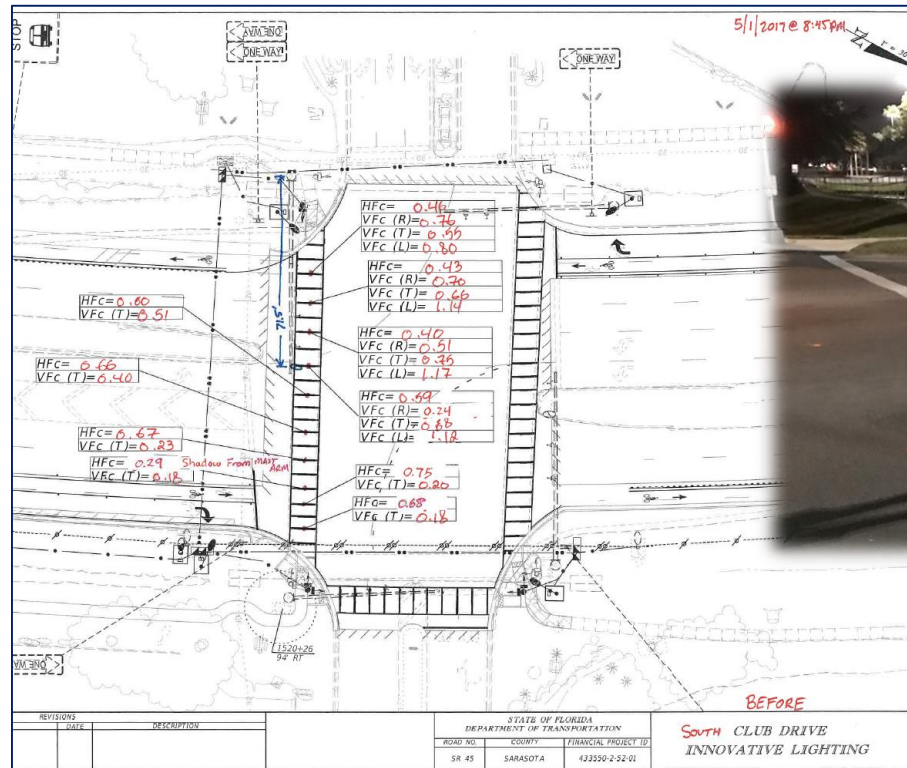 5/1/2017 @ 8:45PM
STOP
ONE WAY
ONE WAY
ONE WAY
HFC= 0.46
VFC (R)= 0.76
VFC (T)= 0.55
VFC (L)= 0.80
HFC= 0.43
VFC (R)= 0.70
VFC (T)= 0.66
VFC (L)= 1.14
HFC= 0.60
VFC (T)= 0.51
71.5'
HFC= 0.40
VFC (R)= 0.51
VFC (T)= 0.75
VFC (L)= 1.17
HFC= 0.66
VFC (T)= 0.40
HFC= 0.59
VFC (R)= 0.24
VFC (T)= 0.88
VFC (L)= 1.12
HFC= 0.67
VFC (T)= 0.23
HFC= 0.29 Shadow From MAST ARM
VFC (T)= 0.18
HFC= 0.75
VFC (T)= 0.20
HFC= 0.68
VFC (T)= 0.18
1520+26
94' RT
ONE WAY
BEFORE
REVISIONS
DATE DESCRIPTION
STATE OF FLORIDA
DEPARTMENT OF TRANSPORTATION
ROAD NO. COUNTY FINANCIAL PROJECT ID
SR 45 SARASOTA 433550-2-52-01
SOUTH CLUB DRIVE
INNOVATIVE LIGHTING